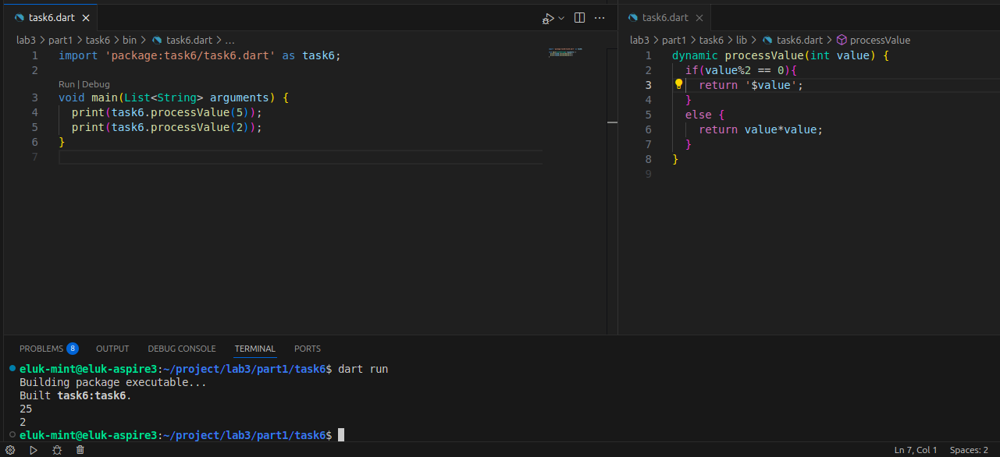 task6.dart
lab3 > part1 > task6 > bin > task6.dart > ...
1 import 'package:task6/task6.dart' as task6;
2
Run | Debug
3 void main(List<String> arguments) {
4   print(task6.processValue(5));
5   print(task6.processValue(2));
6 }
7
task6.dart
lab3 > part1 > task6 > lib > task6.dart > processValue
1 dynamic processValue(int value) {
2   if(value%2 == 0){
3     return '$value';
4   }
5   else {
6     return value*value;
7   }
8 }
9
PROBLEMS 8 OUTPUT DEBUG CONSOLE TERMINAL PORTS
eluk-mint@eluk-aspire3:~/project/lab3/part1/task6$ dart run
Building package executable...
Built task6:task6.
25
2
eluk-mint@eluk-aspire3:~/project/lab3/part1/task6$
Ln 7, Col 1 Spaces: 2